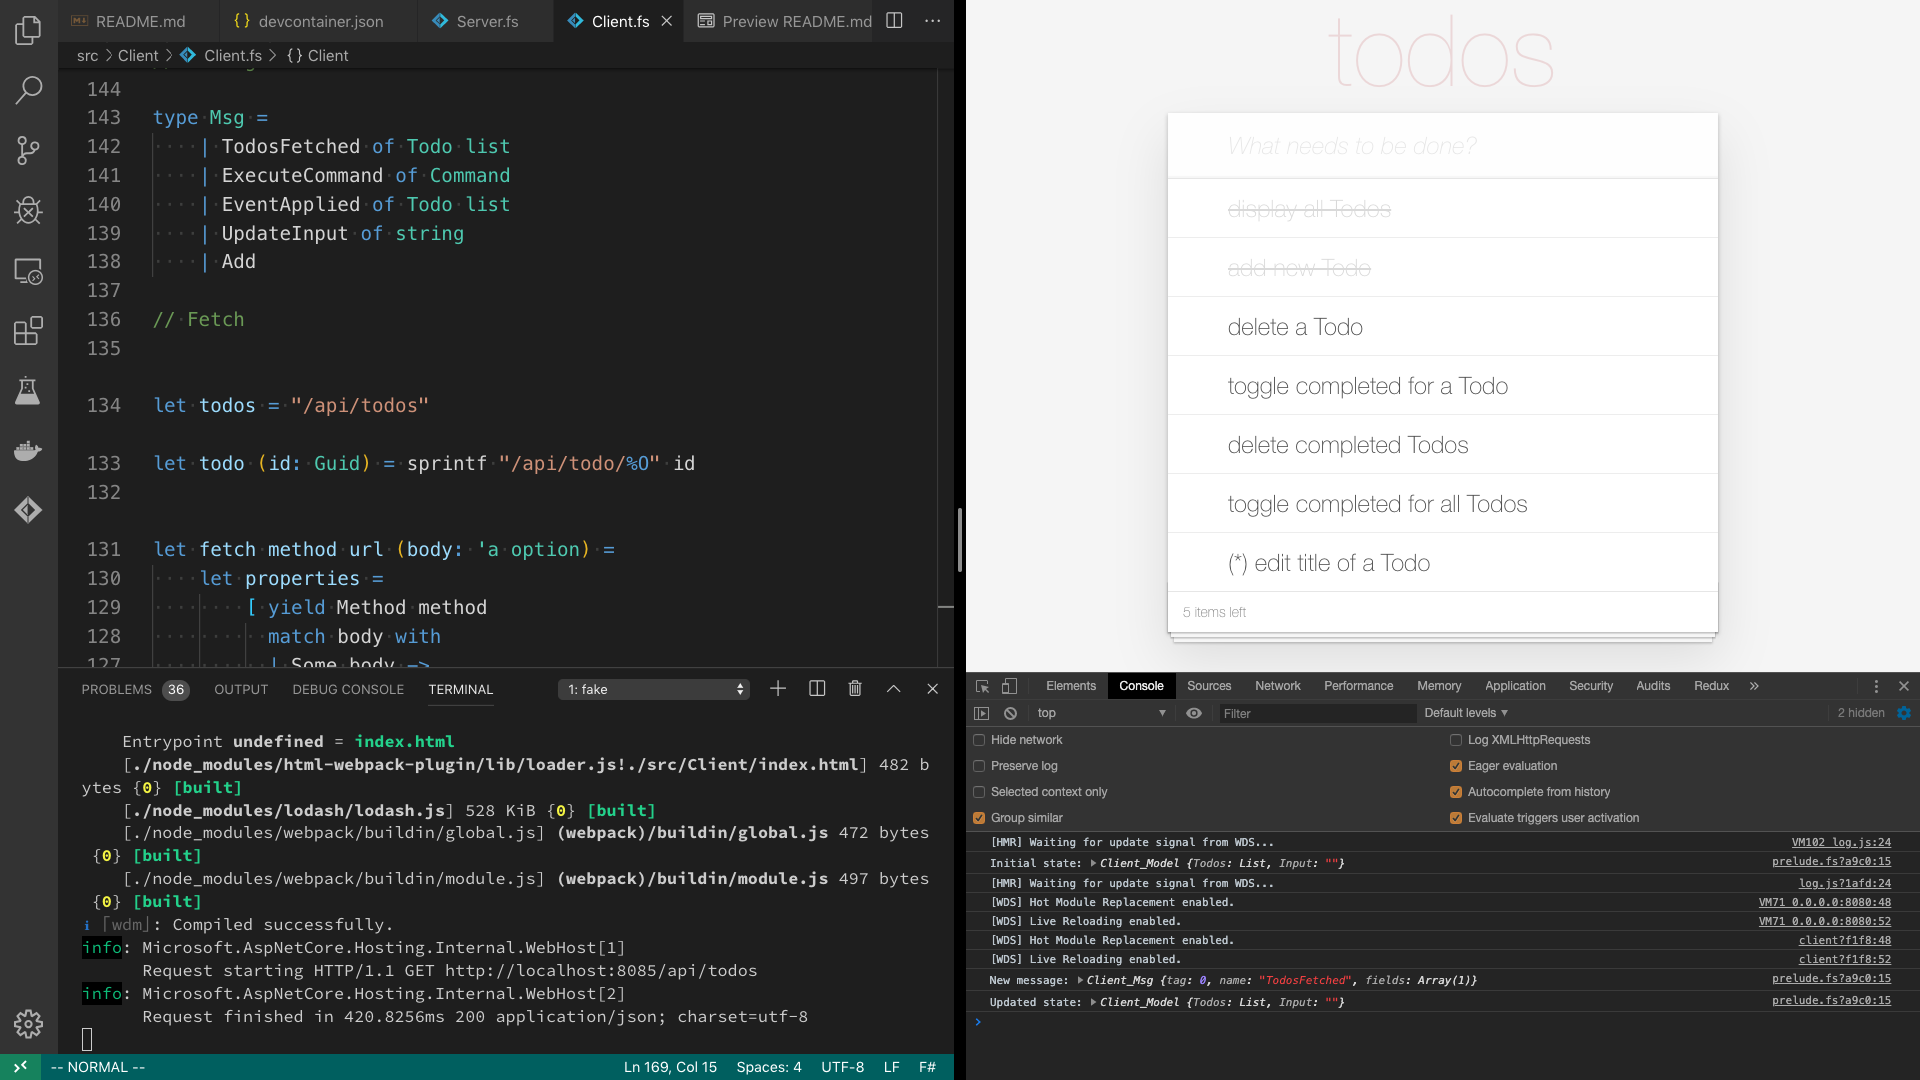 README.md
{ } devcontainer.json
Server.fs
Client.fs
Preview README.md
src > Client > Client.fs > {} Client
144
143 type Msg =
142 | TodosFetched of Todo list
141 | ExecuteCommand of Command
140 | EventApplied of Todo list
139 | UpdateInput of string
138 | Add
137
136 // Fetch
135
134 let todos = "/api/todos"
133 let todo (id: Guid) = sprintf "/api/todo/%O" id
132
131 let fetch method url (body: 'a option) =
130 let properties =
129 [ yield Method method
128 match body with
127 | Some body ->
PROBLEMS 36 OUTPUT DEBUG CONSOLE TERMINAL 1: fake
Entrypoint undefined = index.html
[./node_modules/html-webpack-plugin/lib/loader.js!./src/Client/index.html] 482 b
ytes {0} [built]
[./node_modules/lodash/lodash.js] 528 KiB {0} [built]
[./node_modules/webpack/buildin/global.js] (webpack)/buildin/global.js 472 bytes
{0} [built]
[./node_modules/webpack/buildin/module.js] (webpack)/buildin/module.js 497 bytes
{0} [built]
ℹ ｢wdm｣: Compiled successfully.
info: Microsoft.AspNetCore.Hosting.Internal.WebHost[1]
Request starting HTTP/1.1 GET http://localhost:8085/api/todos
info: Microsoft.AspNetCore.Hosting.Internal.WebHost[2]
Request finished in 420.8256ms 200 application/json; charset=utf-8
-- NORMAL -- Ln 169, Col 15 Spaces: 4 UTF-8 LF F#
todos
What needs to be done?
display all Todos
add new Todo
delete a Todo
toggle completed for a Todo
delete completed Todos
toggle completed for all Todos
(*) edit title of a Todo
5 items left
Elements Console Sources Network Performance Memory Application Security Audits Redux »
top Filter Default levels ▼ 2 hidden
Hide network Log XMLHttpRequests
Preserve log Eager evaluation
Selected context only Autocomplete from history
Group similar Evaluate triggers user activation
[HMR] Waiting for update signal from WDS... VM102 log.js:24
Initial state: ▶Client_Model {Todos: List, Input: ""} prelude.fs?a9c0:15
[HMR] Waiting for update signal from WDS... log.js?1afd:24
[WDS] Hot Module Replacement enabled. VM71 0.0.0.0:8080:48
[WDS] Live Reloading enabled. VM71 0.0.0.0:8080:52
[WDS] Hot Module Replacement enabled. client?f1f8:48
[WDS] Live Reloading enabled. client?f1f8:52
New message: ▶Client_Msg {tag: 0, name: "TodosFetched", fields: Array(1)} prelude.fs?a9c0:15
Updated state: ▶Client_Model {Todos: List, Input: ""} prelude.fs?a9c0:15
>